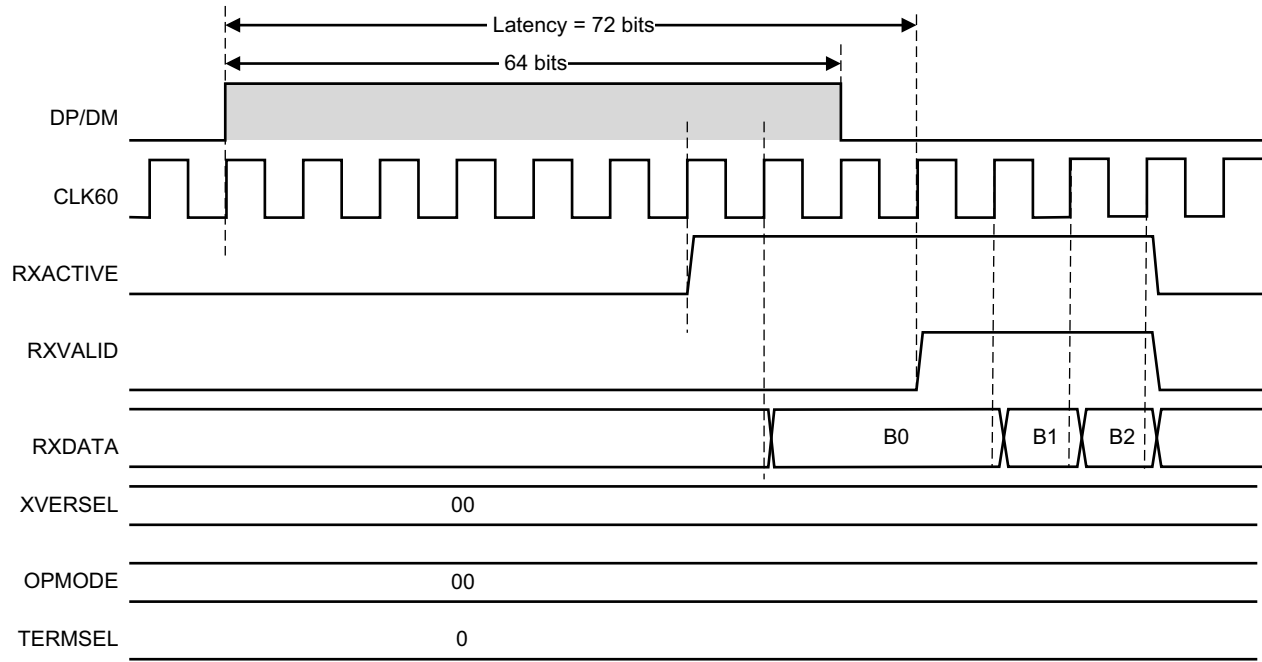 Latency = 72 bits
64 bits
DP/DM
CLK60
RXACTIVE
RXVALID
RXDATA
B0
B1
B2
XVERSEL
00
OPMODE
00
TERMSEL
0